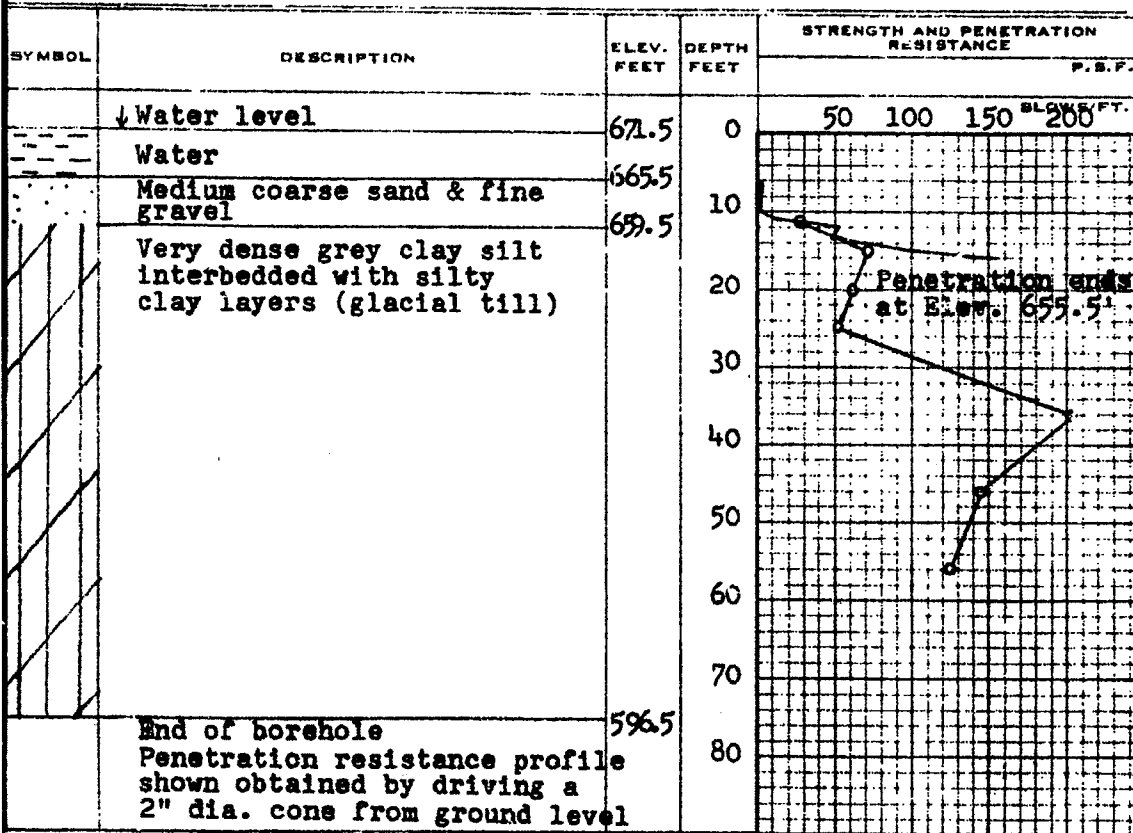 SYMBOL
DESCRIPTION
ELEV. FEET
DEPTH FEET
STRENGTH AND PENETRATION RESISTANCE
P.S.F.
BLOWS/FT.
50 100 150 200
↓Water level
671.5
0
Water
665.5
Medium coarse sand & fine
gravel
659.5
10
Very dense grey clay silt
interbedded with silty
clay layers (glacial till)
20
Penetration ends
at Elev. 655.5'
30
40
50
60
70
596.5
End of borehole
Penetration resistance profile
shown obtained by driving a
2" dia. cone from ground level
80